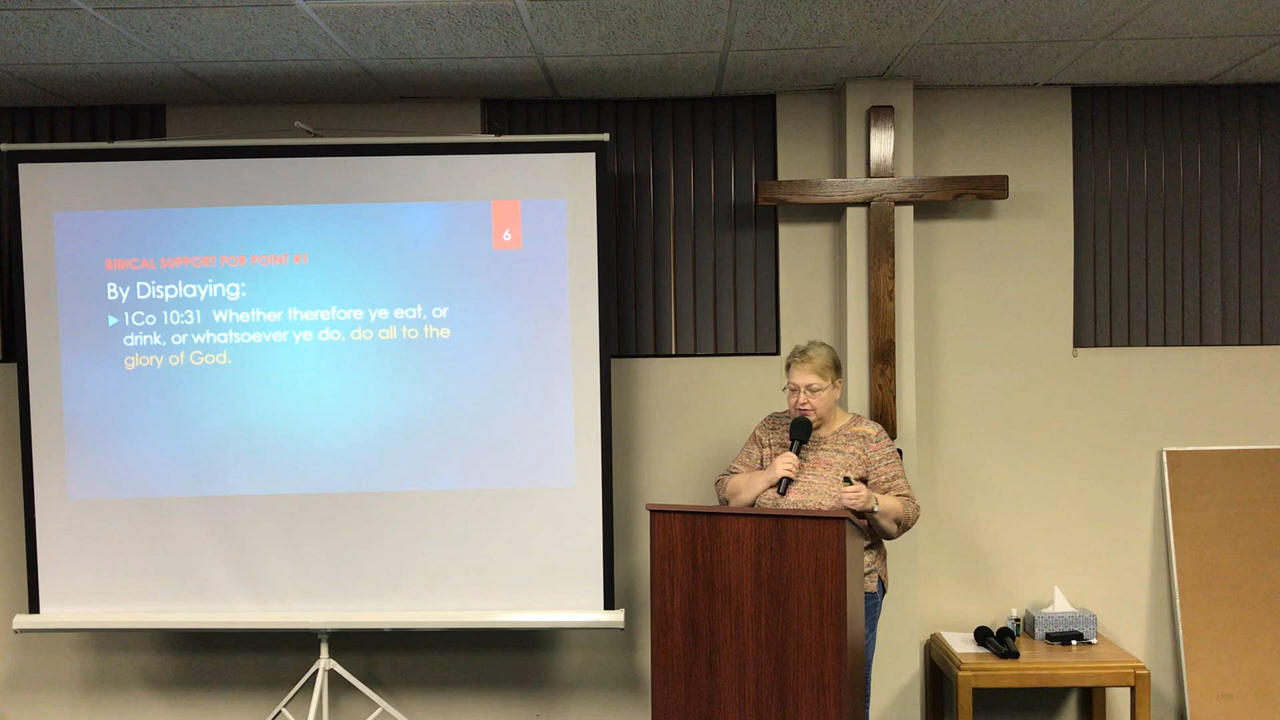 6
BIBICAL SUPPORT FOR POINT #1
By Displaying:
1Co 10:31 Whether therefore ye eat, or
drink, or whatsoever ye do, do all to the
glory of God.